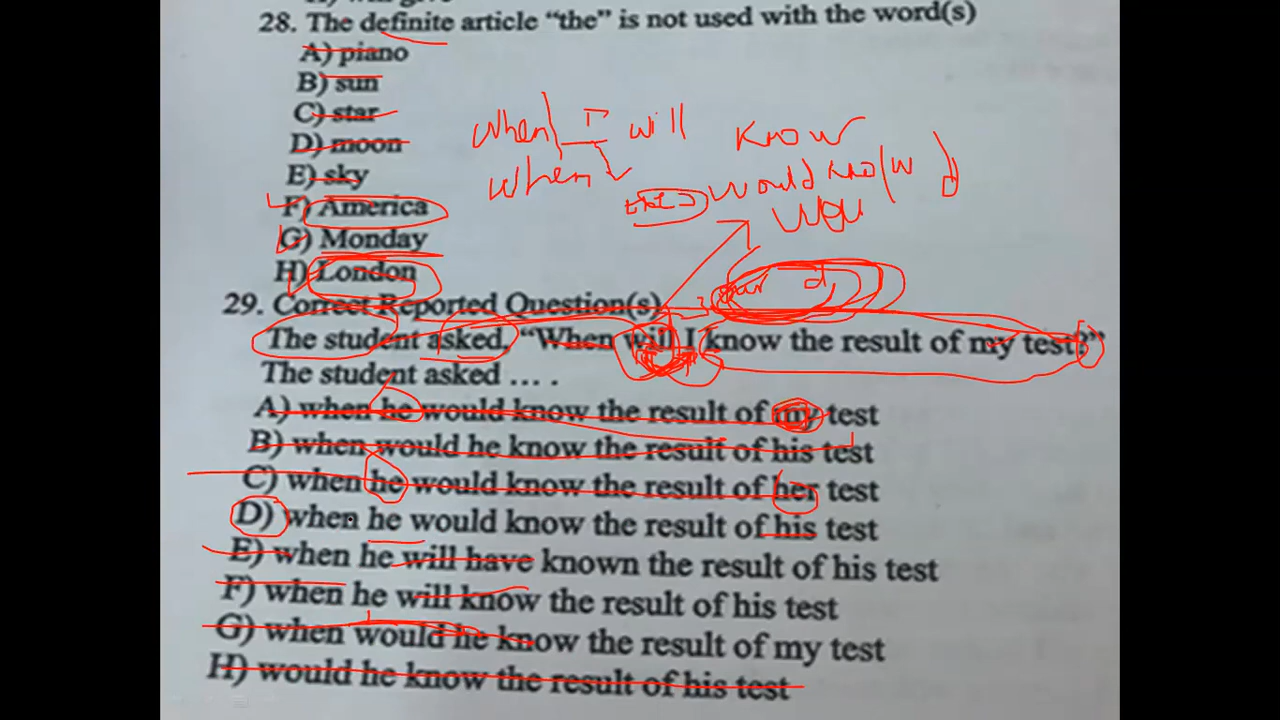 28. The definite article “the” is not used with the word(s)
A) piano
B) sun
C) star
D) moon
E) sky
F) America
G) Monday
H) London
when I will know
when would know
wou
29. Correct Reported Question(s)
The student asked, “When will I know the result of my test?”
The student asked ... .
A) when he would know the result of my test
B) when would he know the result of his test
C) when he would know the result of her test
D) when he would know the result of his test
E) when he will have known the result of his test
F) when he will know the result of his test
G) when would he know the result of my test
H) would he know the result of his test